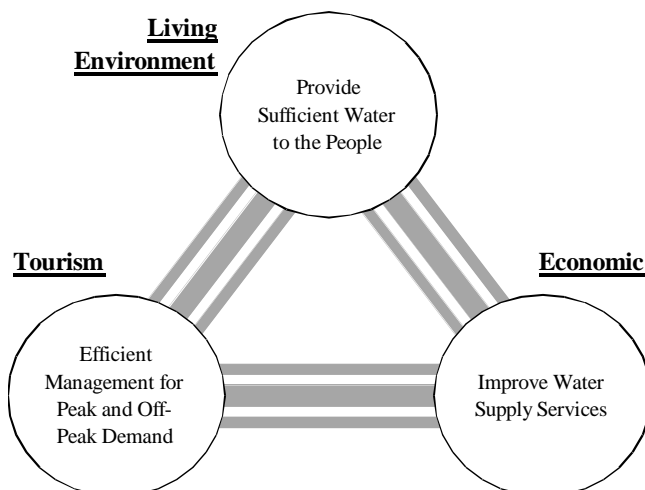 Living
Environment
Provide
Sufficient Water
to the People
Tourism
Economic
Efficient
Management for
Peak and Off-
Peak Demand
Improve Water
Supply Services